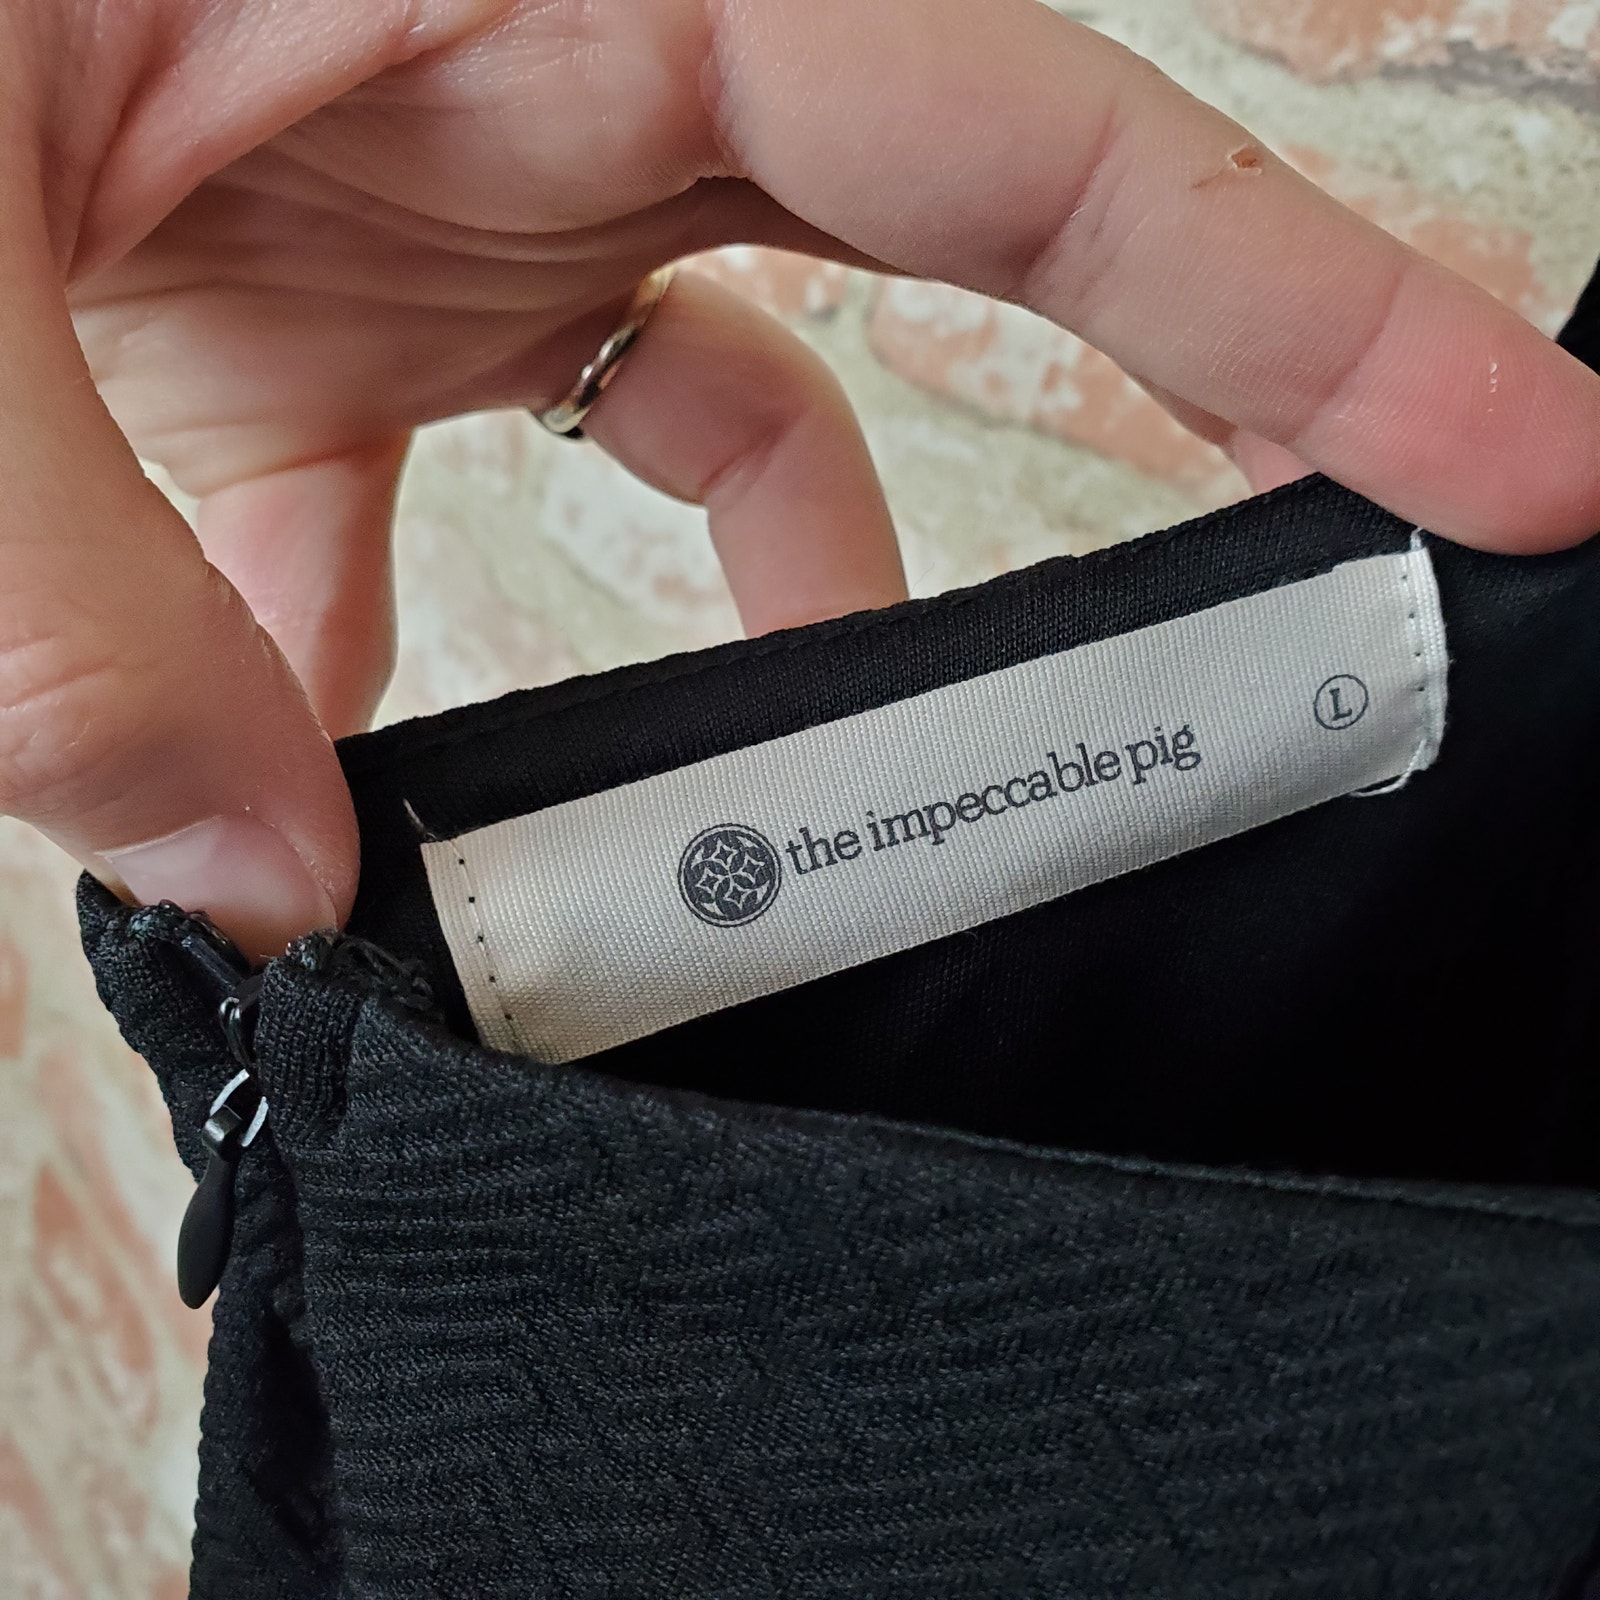 the impeccable pig
L